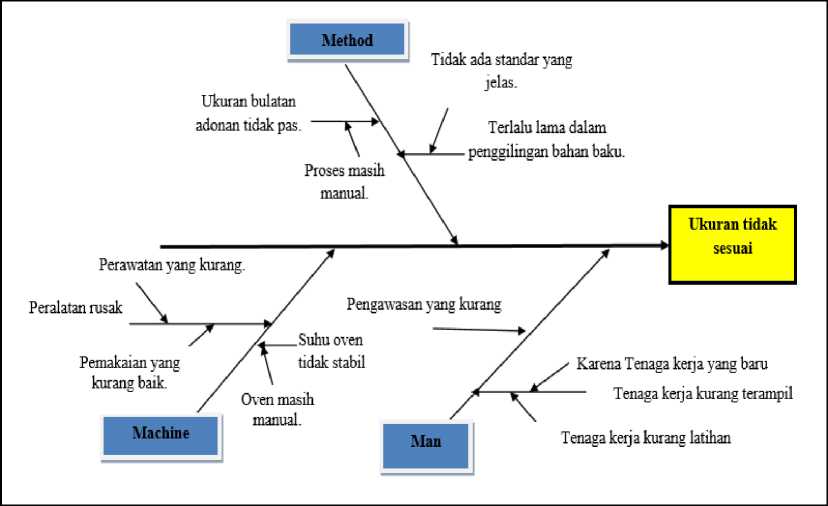 Method
Tidak ada standar yang
jelas.
Ukuran bulatan
adonan tidak pas.
Terlalu lama dalam
penggilingan bahan baku.
Proses masih
manual.
Ukuran tidak
sesuai
Perawatan yang kurang.
Peralatan rusak
Pemakaian yang
kurang baik.
Suhu oven
tidak stabil
Oven masih
manual.
Machine
Pengawasan yang kurang
Karena Tenaga kerja yang baru
Tenaga kerja kurang terampil
Tenaga kerja kurang latihan
Man